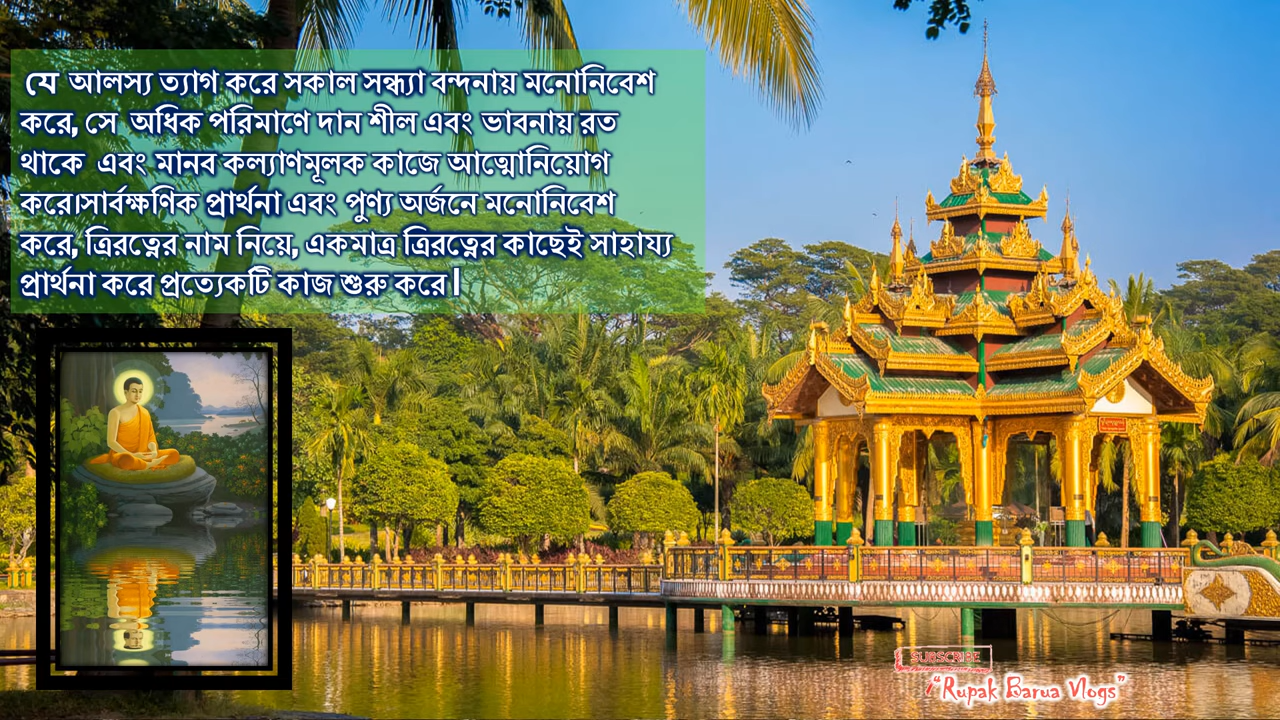 যে আলস্য ত্যাগ করে সকাল সন্ধ্যা বন্দনায় মনোনিবেশ
করে, সে অধিক পরিমাণে দান শীল এবং ভাবনায় রত
থাকে এবং মানব কল্যাণমূলক কাজে আত্মোনিয়োগ
করে।সার্বক্ষণিক প্রার্থনা এবং পুণ্য অর্জনে মনোনিবেশ
করে, ত্রিরত্নের নাম নিয়ে, একমাত্র ত্রিরত্নের কাছেই সাহায্য
প্রার্থনা করে প্রত্যেকটি কাজ শুরু করে।
SUBSCRIBE
“Rupak Barua Vlogs”